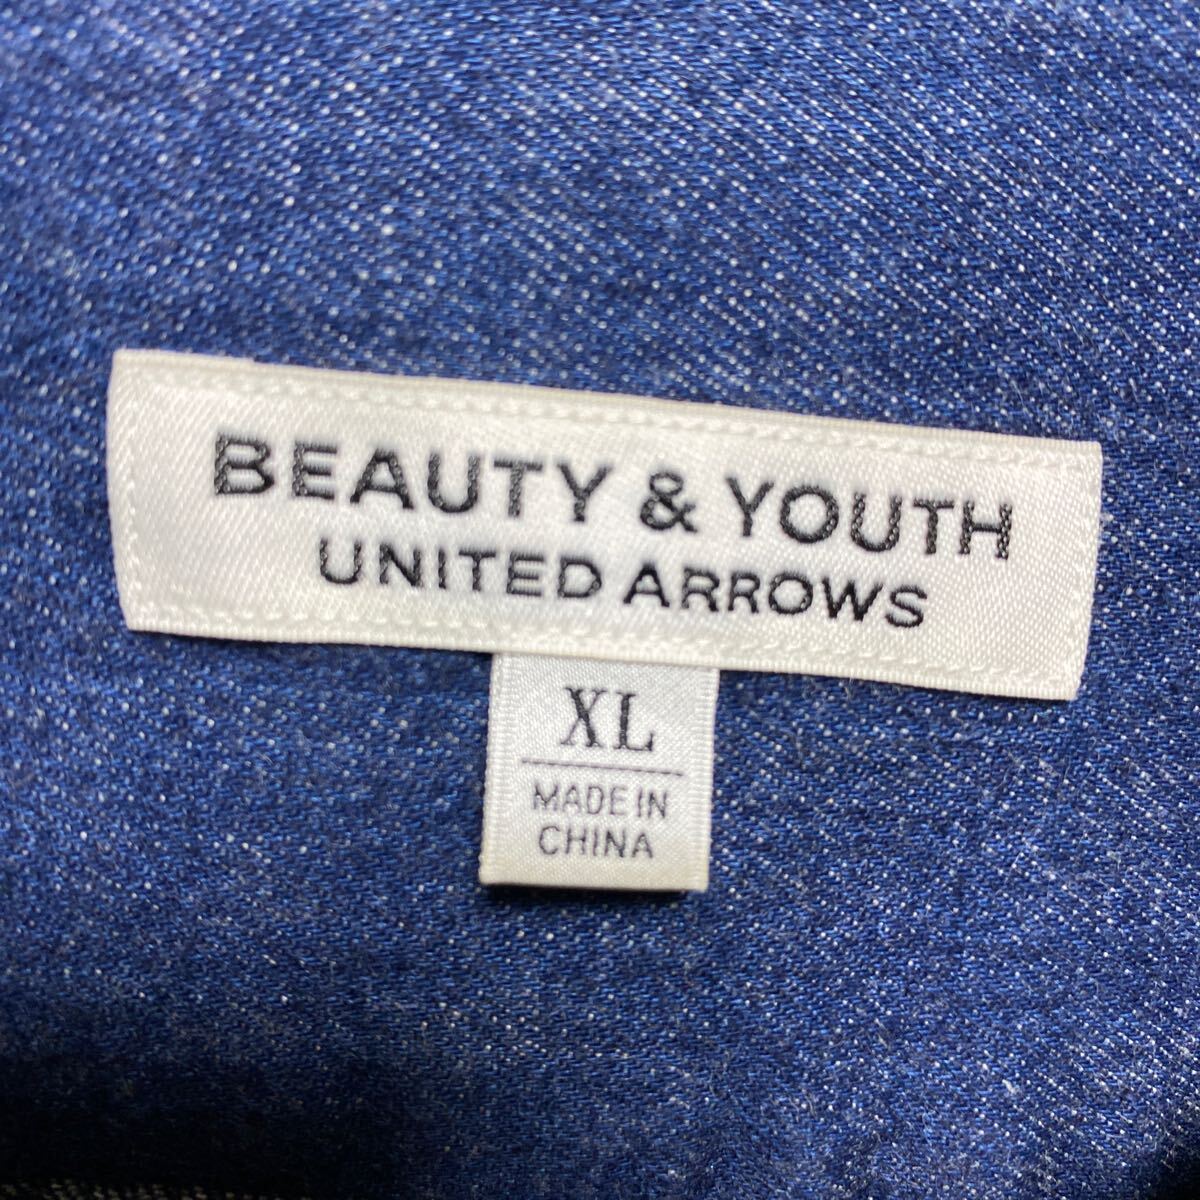 BEAUTY & YOUTH
UNITED ARROWS
XL
MADE IN
CHINA